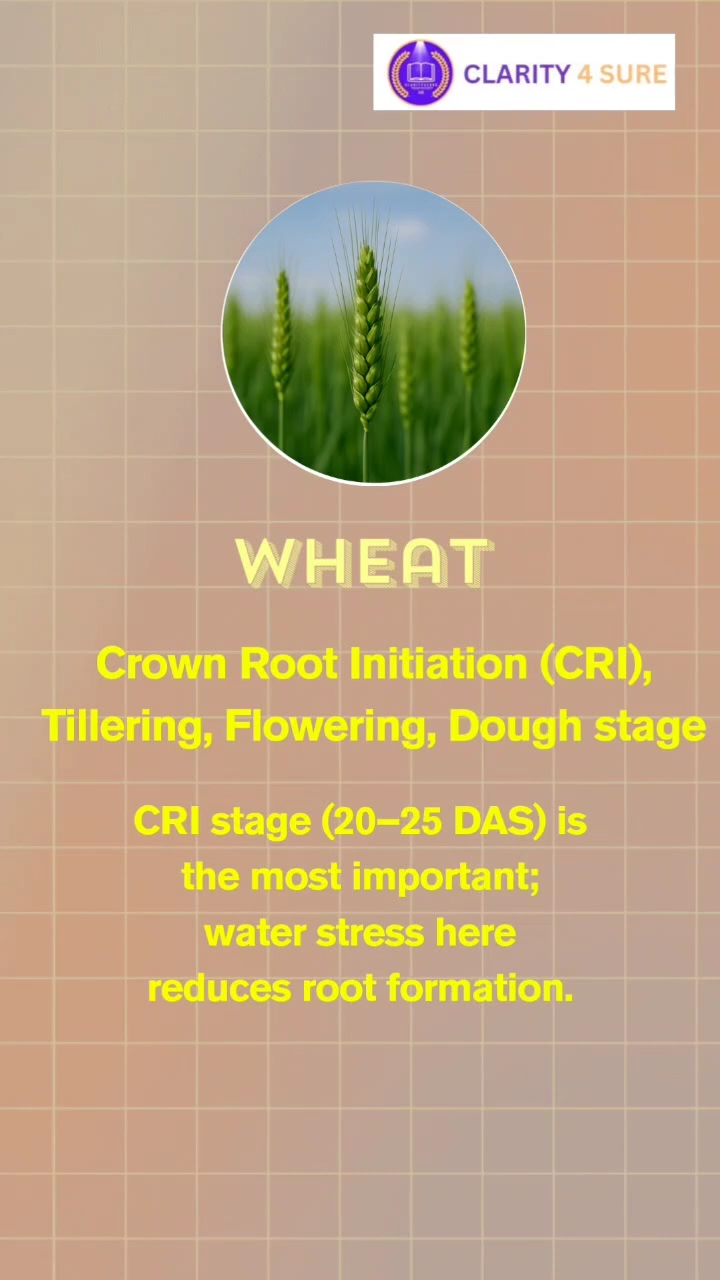 CLARITY 4 SURE
WHEAT
Crown Root Initiation (CRI),
Tillering, Flowering, Dough stage
CRI stage (20–25 DAS) is
the most important;
water stress here
reduces root formation.